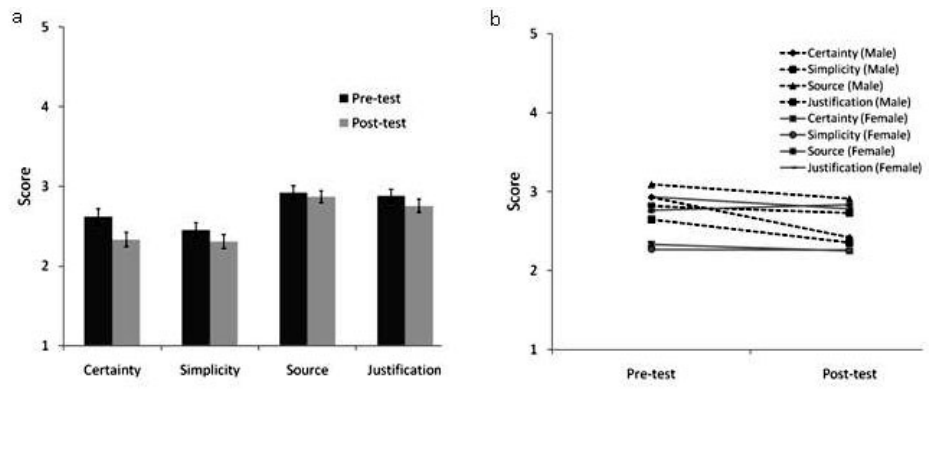 a
5
4
3
2
1
Score
Pre-test
Post-test
Certainty
Simplicity
Source
Justification
b
5
4
3
2
1
Score
Certainty (Male)
Simplicity (Male)
Source (Male)
Justification (Male)
Certainty (Female)
Simplicity (Female)
Source (Female)
Justification (Female)
Pre-test
Post-test